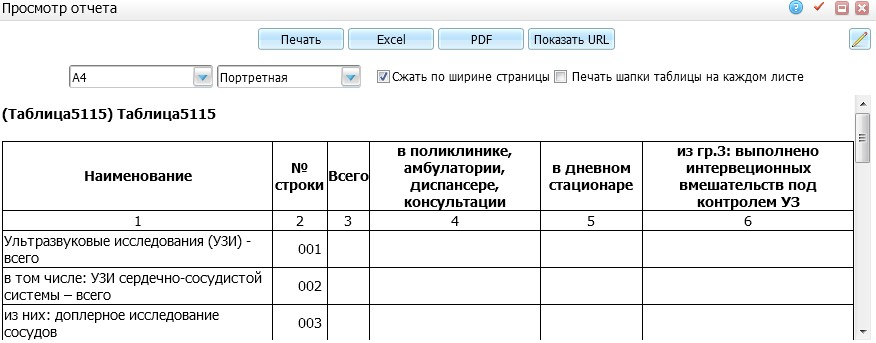 Просмотр отчета
Печать Excel PDF Показать URL
A4 Портретная Сжать по ширине страницы Печать шапки таблицы на каждом листе
(Таблица5115) Таблица5115
Наименование
№
строки
Всего
в поликлинике,
амбулатории,
диспансере,
консультации
в дневном
стационаре
из гр.3: выполнено
интервеционных
вмешательств под
контролем УЗ
1 2 3 4 5 6
Ультразвуковые исследования (УЗИ) -
всего
001
в том числе: УЗИ сердечно-сосудистой
системы – всего
002
из них: доплерное исследование
сосудов
003